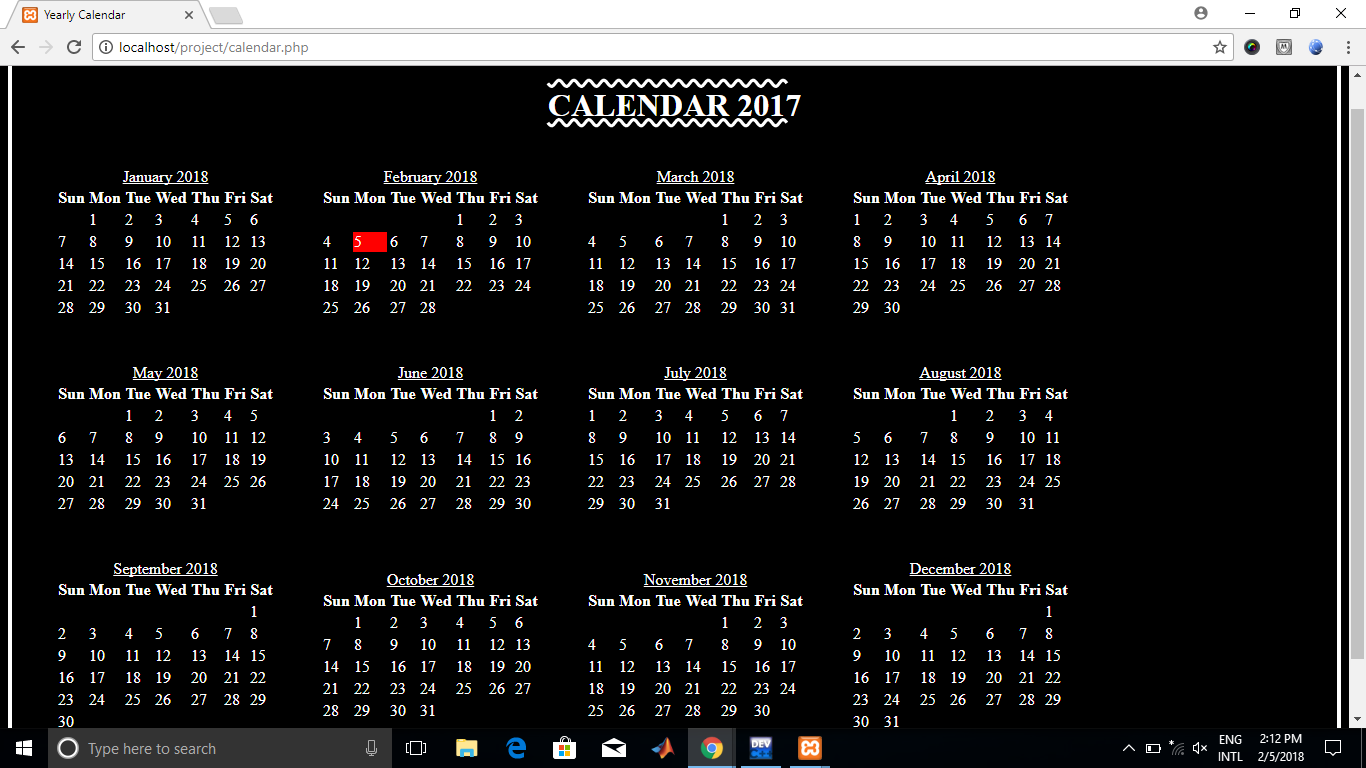 Yearly Calendar
localhost/project/calendar.php
CALENDAR 2017
January 2018
Sun Mon Tue Wed Thu Fri Sat
1 2 3 4 5 6
7 8 9 10 11 12 13
14 15 16 17 18 19 20
21 22 23 24 25 26 27
28 29 30 31
February 2018
Sun Mon Tue Wed Thu Fri Sat
1 2 3
4 5 6 7 8 9 10
11 12 13 14 15 16 17
18 19 20 21 22 23 24
25 26 27 28
March 2018
Sun Mon Tue Wed Thu Fri Sat
1 2 3
4 5 6 7 8 9 10
11 12 13 14 15 16 17
18 19 20 21 22 23 24
25 26 27 28 29 30 31
April 2018
Sun Mon Tue Wed Thu Fri Sat
1 2 3 4 5 6 7
8 9 10 11 12 13 14
15 16 17 18 19 20 21
22 23 24 25 26 27 28
29 30
May 2018
Sun Mon Tue Wed Thu Fri Sat
1 2 3 4 5
6 7 8 9 10 11 12
13 14 15 16 17 18 19
20 21 22 23 24 25 26
27 28 29 30 31
June 2018
Sun Mon Tue Wed Thu Fri Sat
1 2
3 4 5 6 7 8 9
10 11 12 13 14 15 16
17 18 19 20 21 22 23
24 25 26 27 28 29 30
July 2018
Sun Mon Tue Wed Thu Fri Sat
1 2 3 4 5 6 7
8 9 10 11 12 13 14
15 16 17 18 19 20 21
22 23 24 25 26 27 28
29 30 31
August 2018
Sun Mon Tue Wed Thu Fri Sat
1 2 3 4
5 6 7 8 9 10 11
12 13 14 15 16 17 18
19 20 21 22 23 24 25
26 27 28 29 30 31
September 2018
Sun Mon Tue Wed Thu Fri Sat
1
2 3 4 5 6 7 8
9 10 11 12 13 14 15
16 17 18 19 20 21 22
23 24 25 26 27 28 29
30
October 2018
Sun Mon Tue Wed Thu Fri Sat
1 2 3 4 5 6
7 8 9 10 11 12 13
14 15 16 17 18 19 20
21 22 23 24 25 26 27
28 29 30 31
November 2018
Sun Mon Tue Wed Thu Fri Sat
1 2 3
4 5 6 7 8 9 10
11 12 13 14 15 16 17
18 19 20 21 22 23 24
25 26 27 28 29 30
December 2018
Sun Mon Tue Wed Thu Fri Sat
1
2 3 4 5 6 7 8
9 10 11 12 13 14 15
16 17 18 19 20 21 22
23 24 25 26 27 28 29
30 31
Type here to search
DEV
ENG
INTL
2:12 PM
2/5/2018